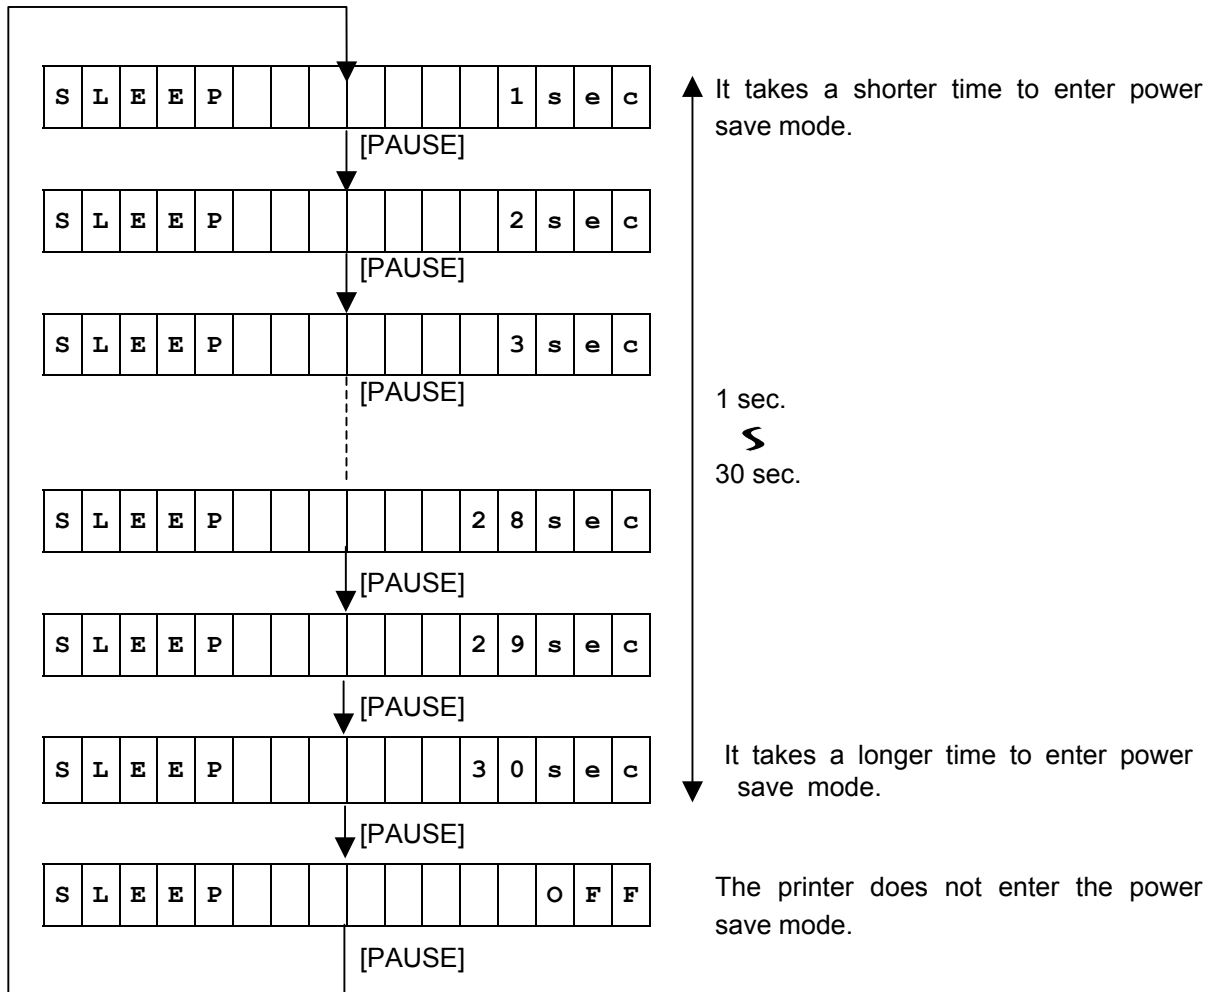 SLEEP 1sec
It takes a shorter time to enter power
save mode.
[PAUSE]
SLEEP 2sec
[PAUSE]
SLEEP 3sec
[PAUSE]
1 sec.
30 sec.
SLEEP 28sec
[PAUSE]
SLEEP 29sec
[PAUSE]
SLEEP 30sec
It takes a longer time to enter power
save mode.
[PAUSE]
SLEEP OFF
The printer does not enter the power
save mode.
[PAUSE]